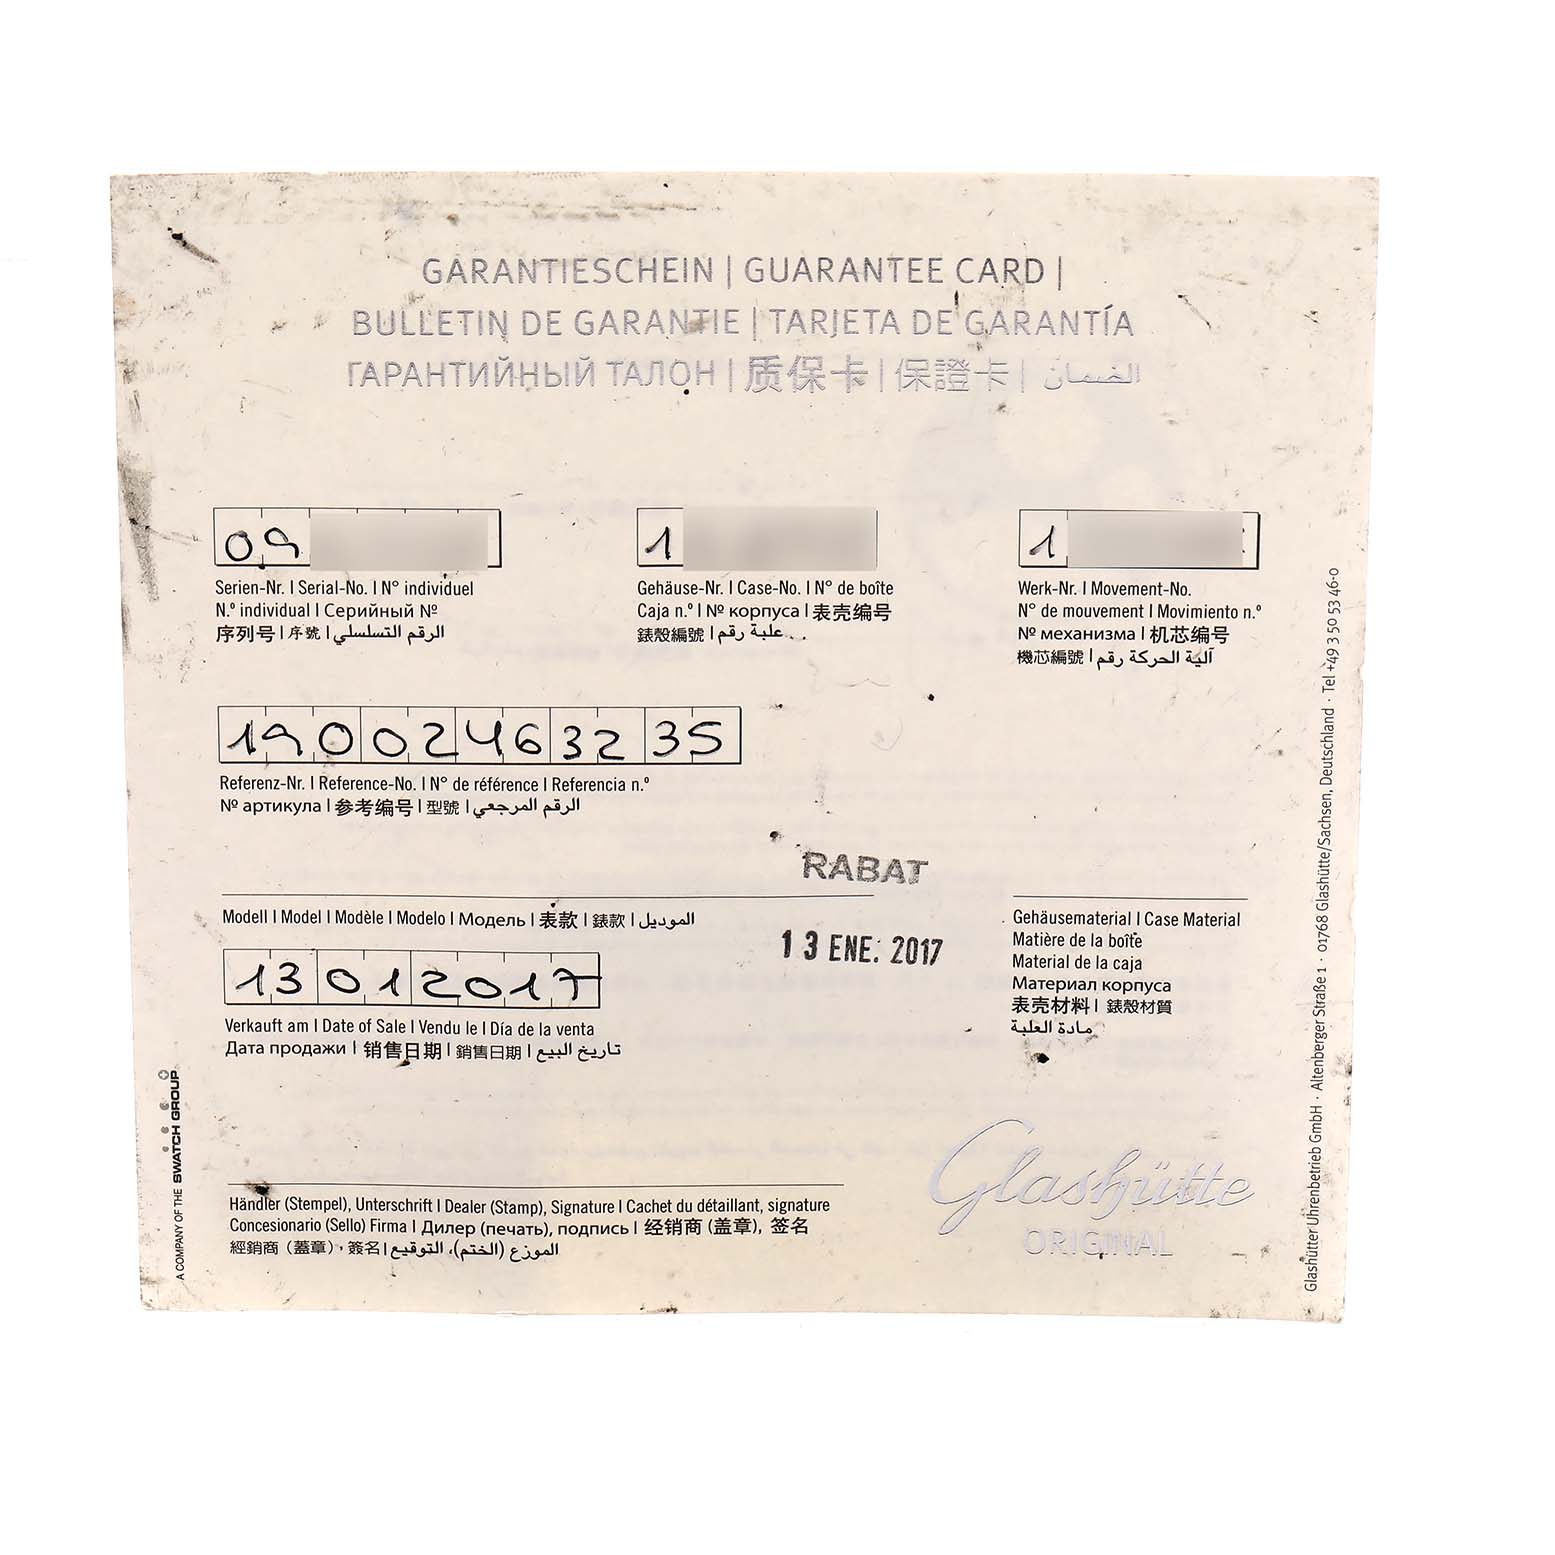 GARANTIESCHEIN | GUARANTEE CARD |
BULLETIN DE GARANTIE | TARJETA DE GARANTÍA
ГАРАНТИЙНЫЙ ТАЛОН | 质保卡 | 保證卡 | الضمان
09
Serien-Nr. | Serial-No. | N° individuel
N.º individual | Серийный №
序列号 | 序號 | الرقم التسلسلي
1
Gehäuse-Nr. | Case-No. | N° de boîte
Caja n.º | № корпуса | 表壳编号
錶殼編號 | علبة رقم
1
Werk-Nr. | Movement-No.
N° de mouvement | Movimiento n.º
№ механизма | 机芯编号
機芯編號 | آلية الحركة رقم
19002463235
Referenz-Nr. | Reference-No. | N° de référence | Referencia n.º
№ артикула | 参考编号 | 型號 | الرقم المرجعي
RABAT
Modell | Model | Modèle | Modelo | Модель | 表款 | 錶款 | الموديل
13 ENE. 2017
Gehäusematerial | Case Material
Matière de la boîte
Material de la caja
Материал корпуса
表壳材料 | 錶殼材質
مادة العلبة
13012017
Verkauft am | Date of Sale | Vendu le | Día de la venta
Дата продажи | 销售日期 | 銷售日期 | تاريخ البيع
Händler (Stempel), Unterschrift | Dealer (Stamp), Signature | Cachet du détaillant, signature
Concesionario (Sello) Firma | Дилер (печать), подпись | 经销商 (盖章), 签名
經銷商 (蓋章), 簽名 | الموزع (الختم)، التوقيع
Glashütte
ORIGINAL
A COMPANY OF THE SWATCH GROUP
Glashütter Uhrenbetrieb GmbH · Altenberger Straße 1 · 01768 Glashütte/Sachsen, Deutschland · Tel +49 3 50 53 46-0